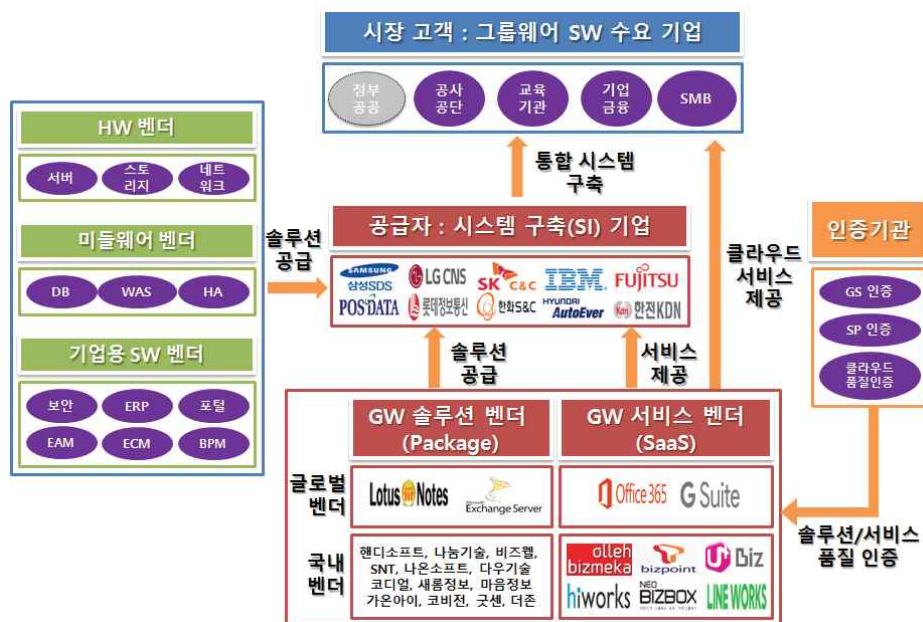 시장 고객 : 그룹웨어 SW 수요 기업
정부
공공
공사
공단
교육
기관
기업
금융
SMB
HW 벤더
서버
스토
리지
네트
워크
미들웨어 벤더
DB
WAS
HA
기업용 SW 벤더
보안
ERP
포털
EAM
ECM
BPM
솔루션
공급
통합 시스템
구축
공급자 : 시스템 구축(SI) 기업
SAMSUNG
삼성SDS
LG CNS
SK C&C
IBM
FUJITSU
POSDATA
롯데정보통신
한화S&C
HYUNDAI
AutoEver
한전KDN
클라우드
서비스
제공
인증기관
GS 인증
SP 인증
클라우드
품질인증
솔루션
공급
서비스
제공
GW 솔루션 벤더
(Package)
GW 서비스 벤더
(SaaS)
글로벌
벤더
Lotus Notes
Exchange Server
Office 365
G Suite
솔루션/서비스
품질 인증
국내
벤더
핸디소프트, 나눔기술, 비즈웰,
SNT, 나온소프트, 다우기술
코디얼, 새롬정보, 마음정보
가온아이, 코비젼, 굿센, 더존
olleh
bizmeka
bizpoint
U+ Biz
hiworks
NEO
BIZBOX
LINE WORKS